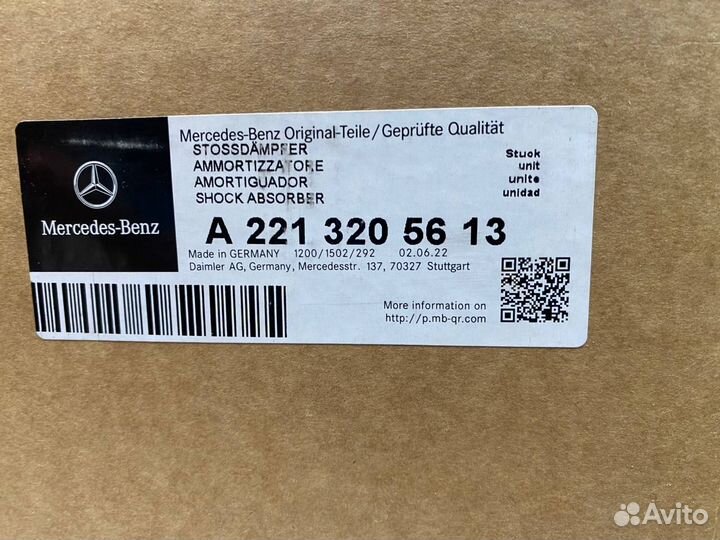 Mercedes-Benz
Mercedes-Benz Original-Teile/Geprüfte Qualität
STOSSDÄMPFER
AMMORTIZZATORE
AMORTIGUADOR
SHOCK ABSORBER
Stuok
unit
unite
unidad
A 221 320 56 13
Made in GERMANY 1200/1502/292 02.06.22
Daimler AG, Germany, Mercedesstr. 137, 70327 Stuttgart
More information on
http://p.mb-qr.com
Avito